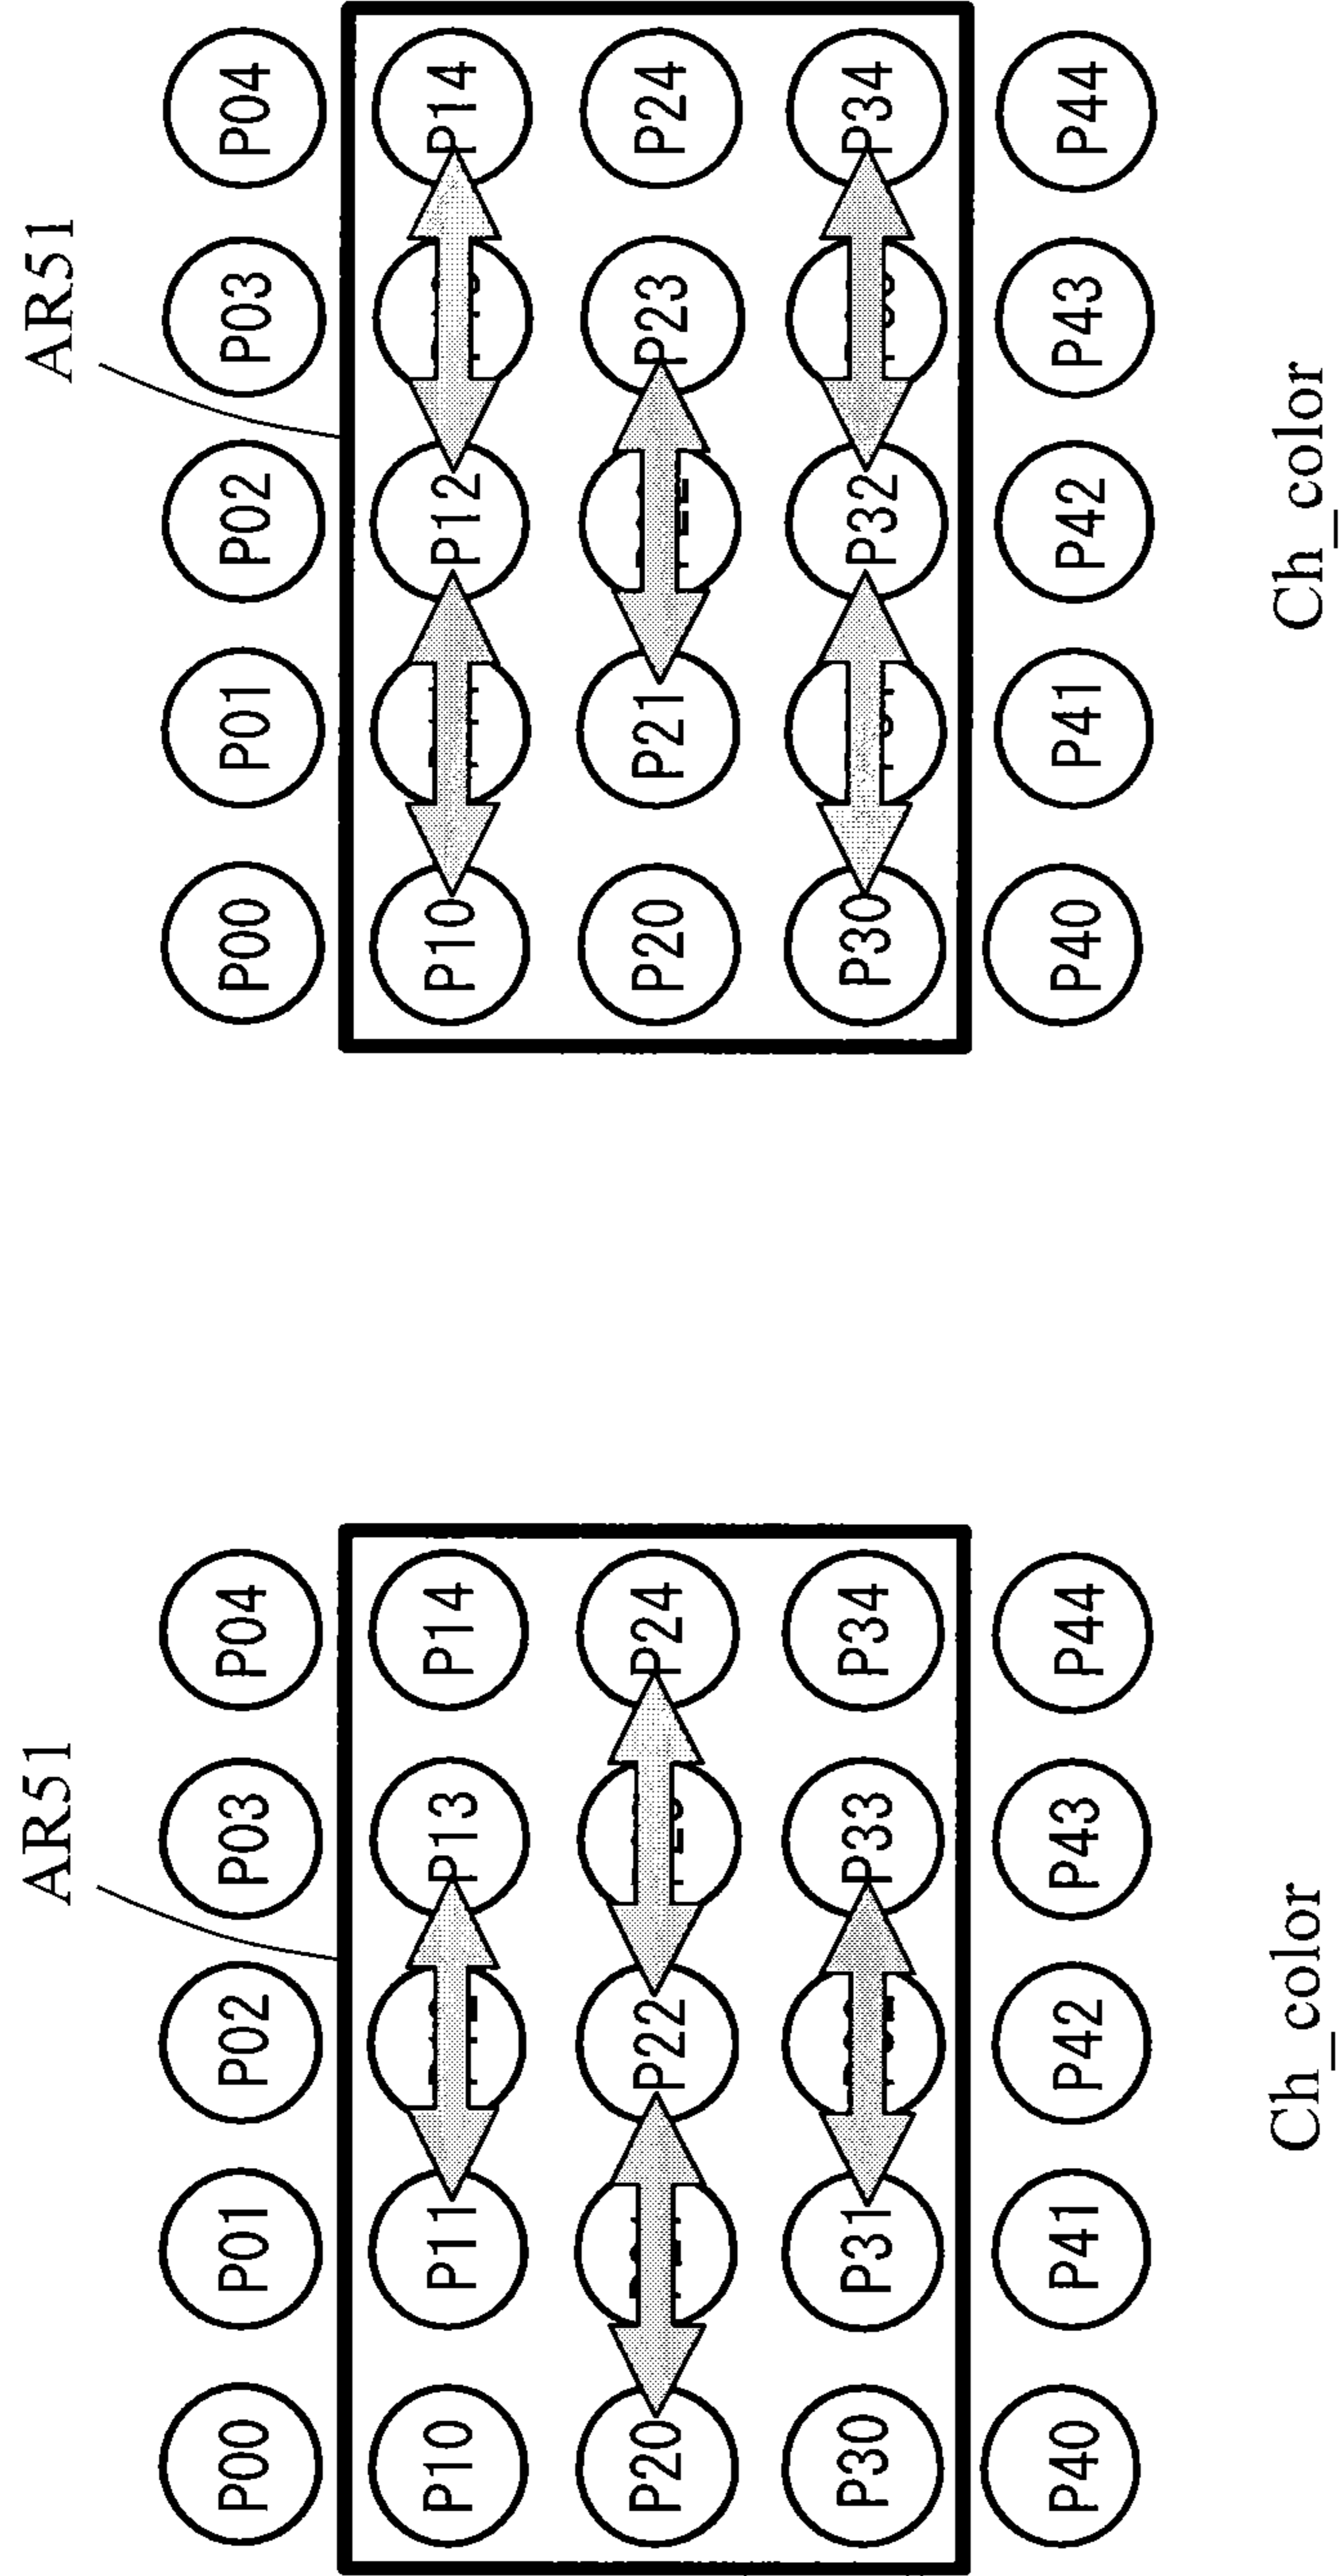 AR51
P00 P01 P02 P03 P04
P10 P11 P13 P14
P20 P22 P24
P30 P31 P33 P34
P40 P41 P42 P43 P44
Ch_color
AR51
P00 P01 P02 P03 P04
P10 P12 P14
P20 P21 P23 P24
P30 P32 P34
P40 P41 P42 P43 P44
Ch_color